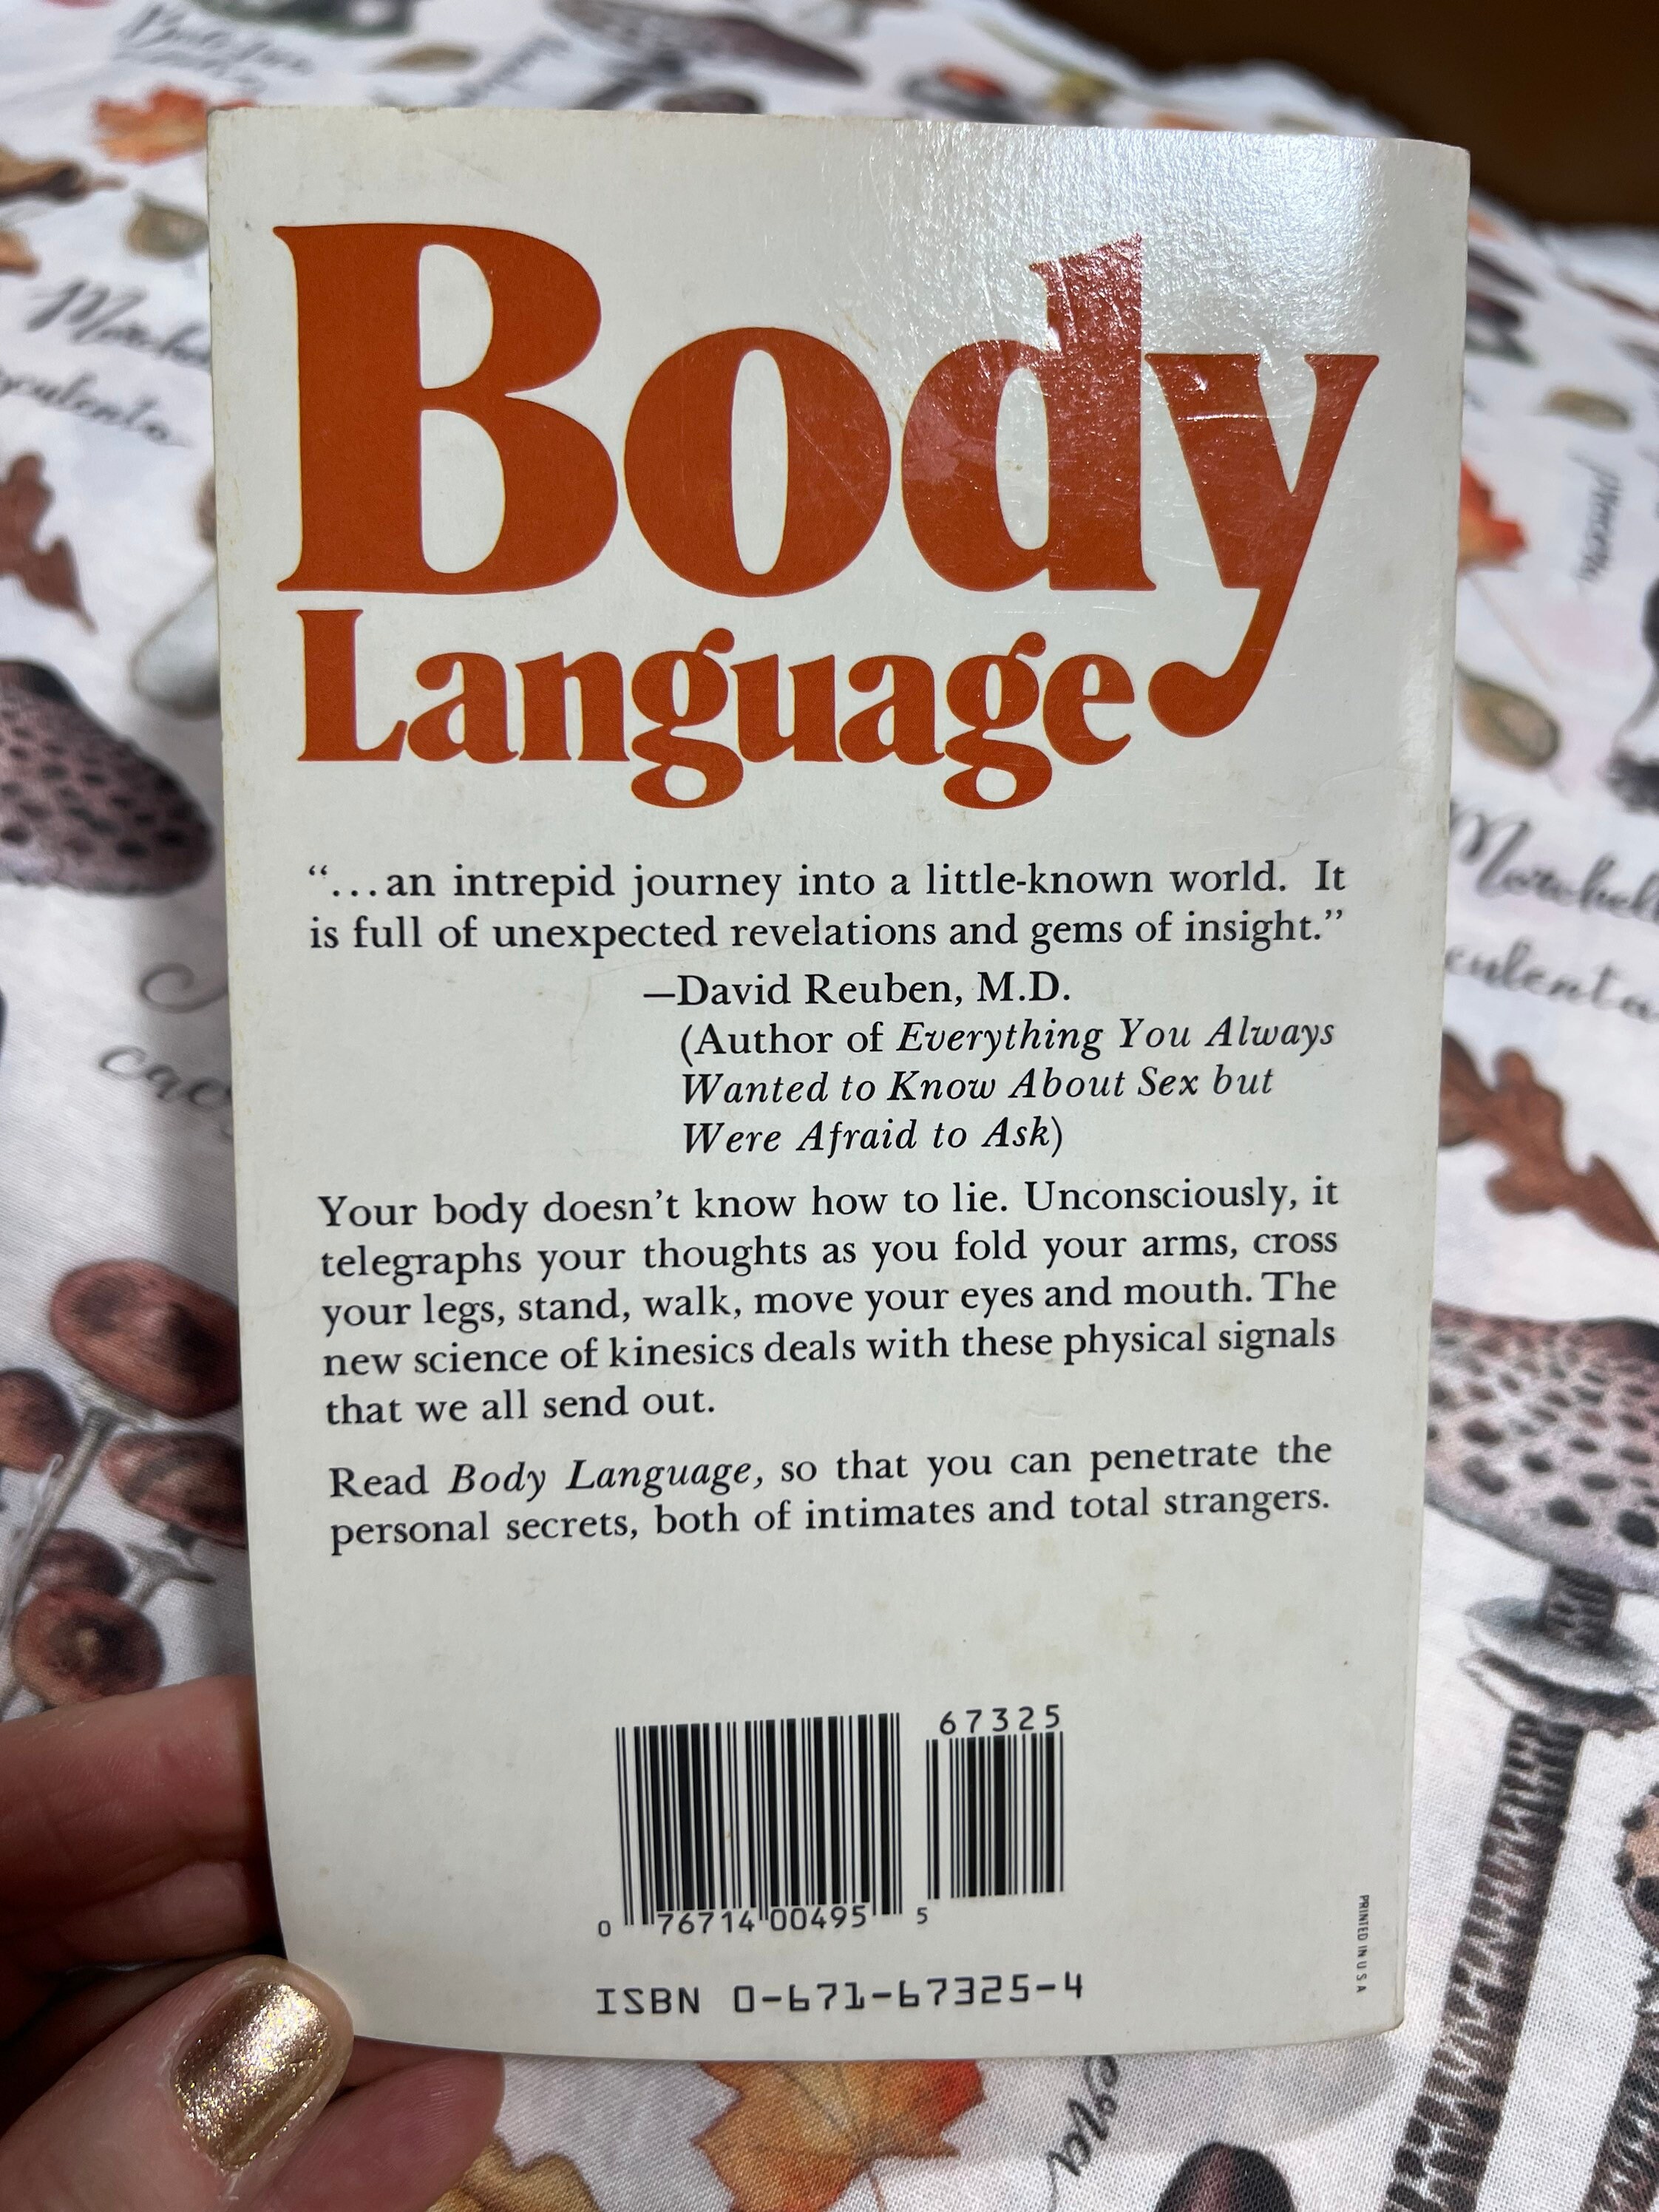 Body
Language
“...an intrepid journey into a little-known world. It
is full of unexpected revelations and gems of insight.”
—David Reuben, M.D.
(Author of Everything You Always
Wanted to Know About Sex but
Were Afraid to Ask)
Your body doesn’t know how to lie. Unconsciously, it
telegraphs your thoughts as you fold your arms, cross
your legs, stand, walk, move your eyes and mouth. The
new science of kinesics deals with these physical signals
that we all send out.
Read Body Language, so that you can penetrate the
personal secrets, both of intimates and total strangers.
67325
0 76714 00495 5
ISBN 0-671-67325-4
PRINTED IN U S A